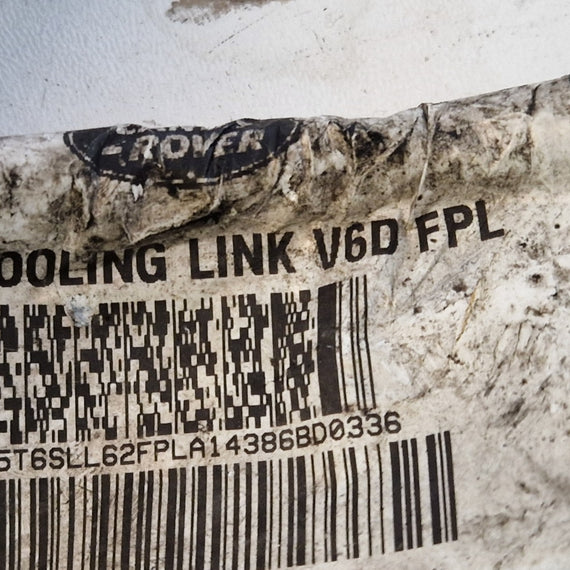 -ROVER
OOLING LINK V6D FPL
5T6SLL62FPLA14386BD0336